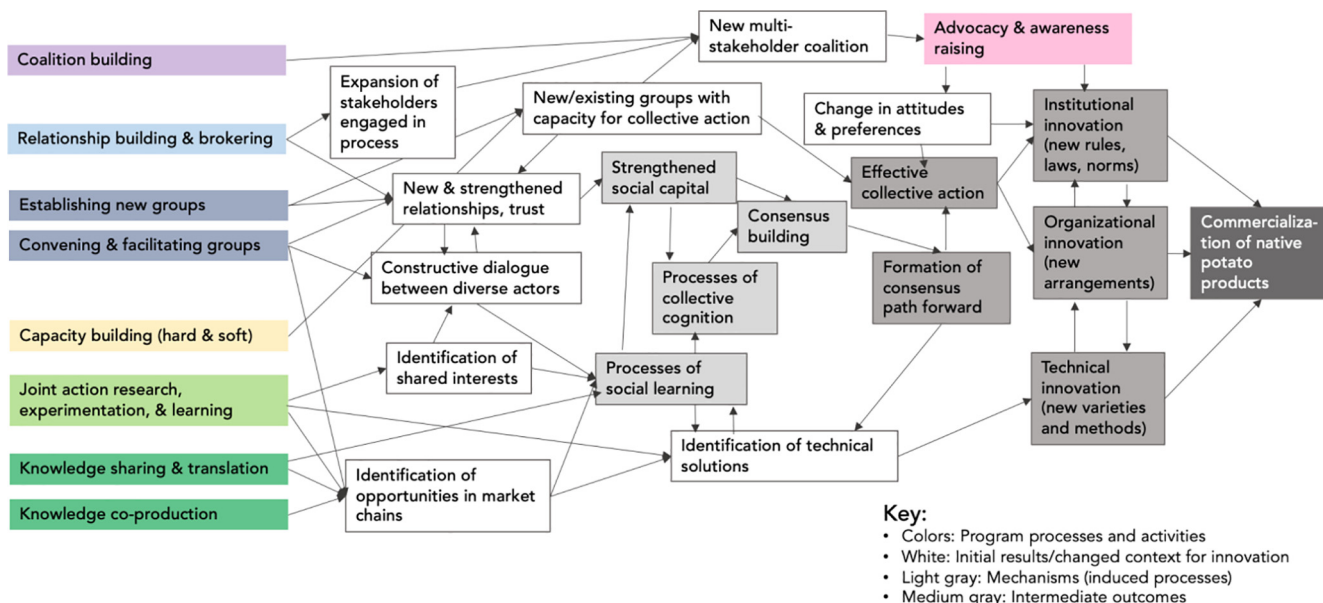 Coalition building
Relationship building & brokering
Establishing new groups
Convening & facilitating groups
Capacity building (hard & soft)
Joint action research,
experimentation, & learning
Knowledge sharing & translation
Knowledge co-production
Expansion of
stakeholders
engaged in
process
New multi-
stakeholder coalition
Advocacy & awareness
raising
New/existing groups with
capacity for collective action
Change in attitudes
& preferences
Institutional
innovation
(new rules,
laws, norms)
New & strengthened
relationships, trust
Strengthened
social capital
Effective
collective action
Consensus
building
Constructive dialogue
between diverse actors
Processes of
collective
cognition
Formation of
consensus
path forward
Organizational
innovation
(new
arrangements)
Commercializa-
tion of native
potato
products
Identification of
shared interests
Processes of
social learning
Technical
innovation
(new varieties
and methods)
Identification of technical
solutions
Identification of
opportunities in market
chains
Key:
• Colors: Program processes and activities
• White: Initial results/changed context for innovation
• Light gray: Mechanisms (induced processes)
• Medium gray: Intermediate outcomes